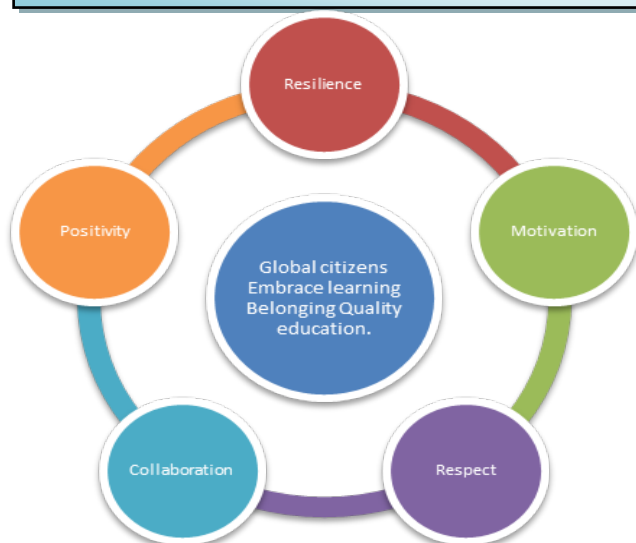 Resilience
Positivity
Motivation
Global citizens
Embrace learning
Belonging Quality
education.
Collaboration
Respect